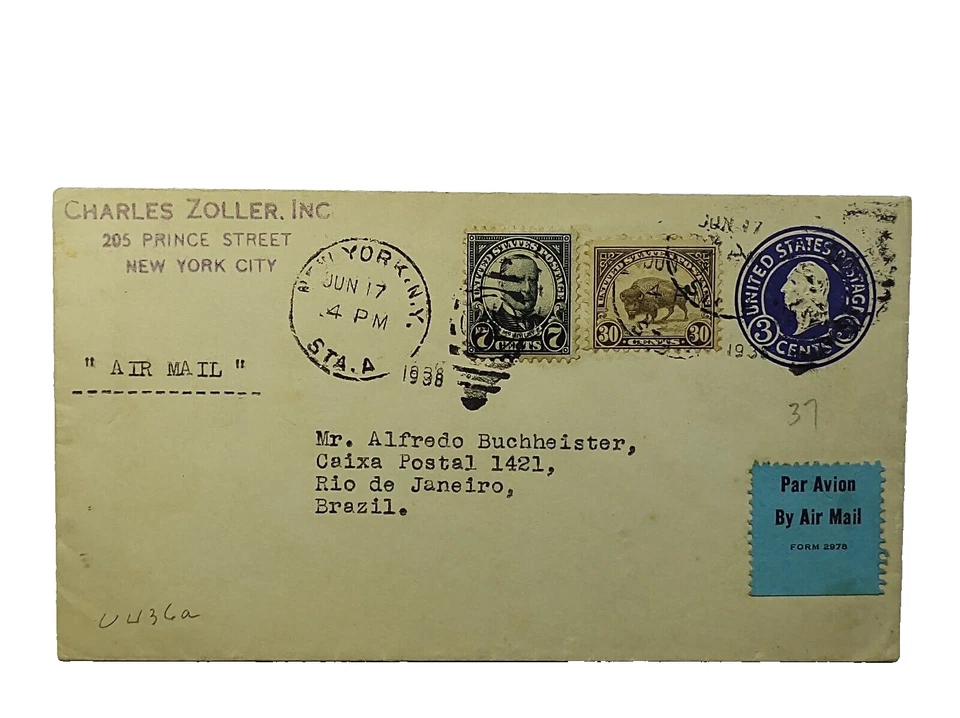 CHARLES ZOLLER, INC
205 PRINCE STREET
NEW YORK CITY
NEW YORK, N.Y.
JUN 17
4 PM
STA. A
1938
UNITED STATES POSTAGE
7 CENTS 7
UNITED STATES POSTAGE
JUN
4
30 CENTS 30
JUN 17
193
UNITED STATES POSTAGE
3 CENTS
" AIR MAIL "
37
Mr. Alfredo Buchheister,
Caixa Postal 1421,
Rio de Janeiro,
Brazil.
Par Avion
By Air Mail
FORM 2978
U436a